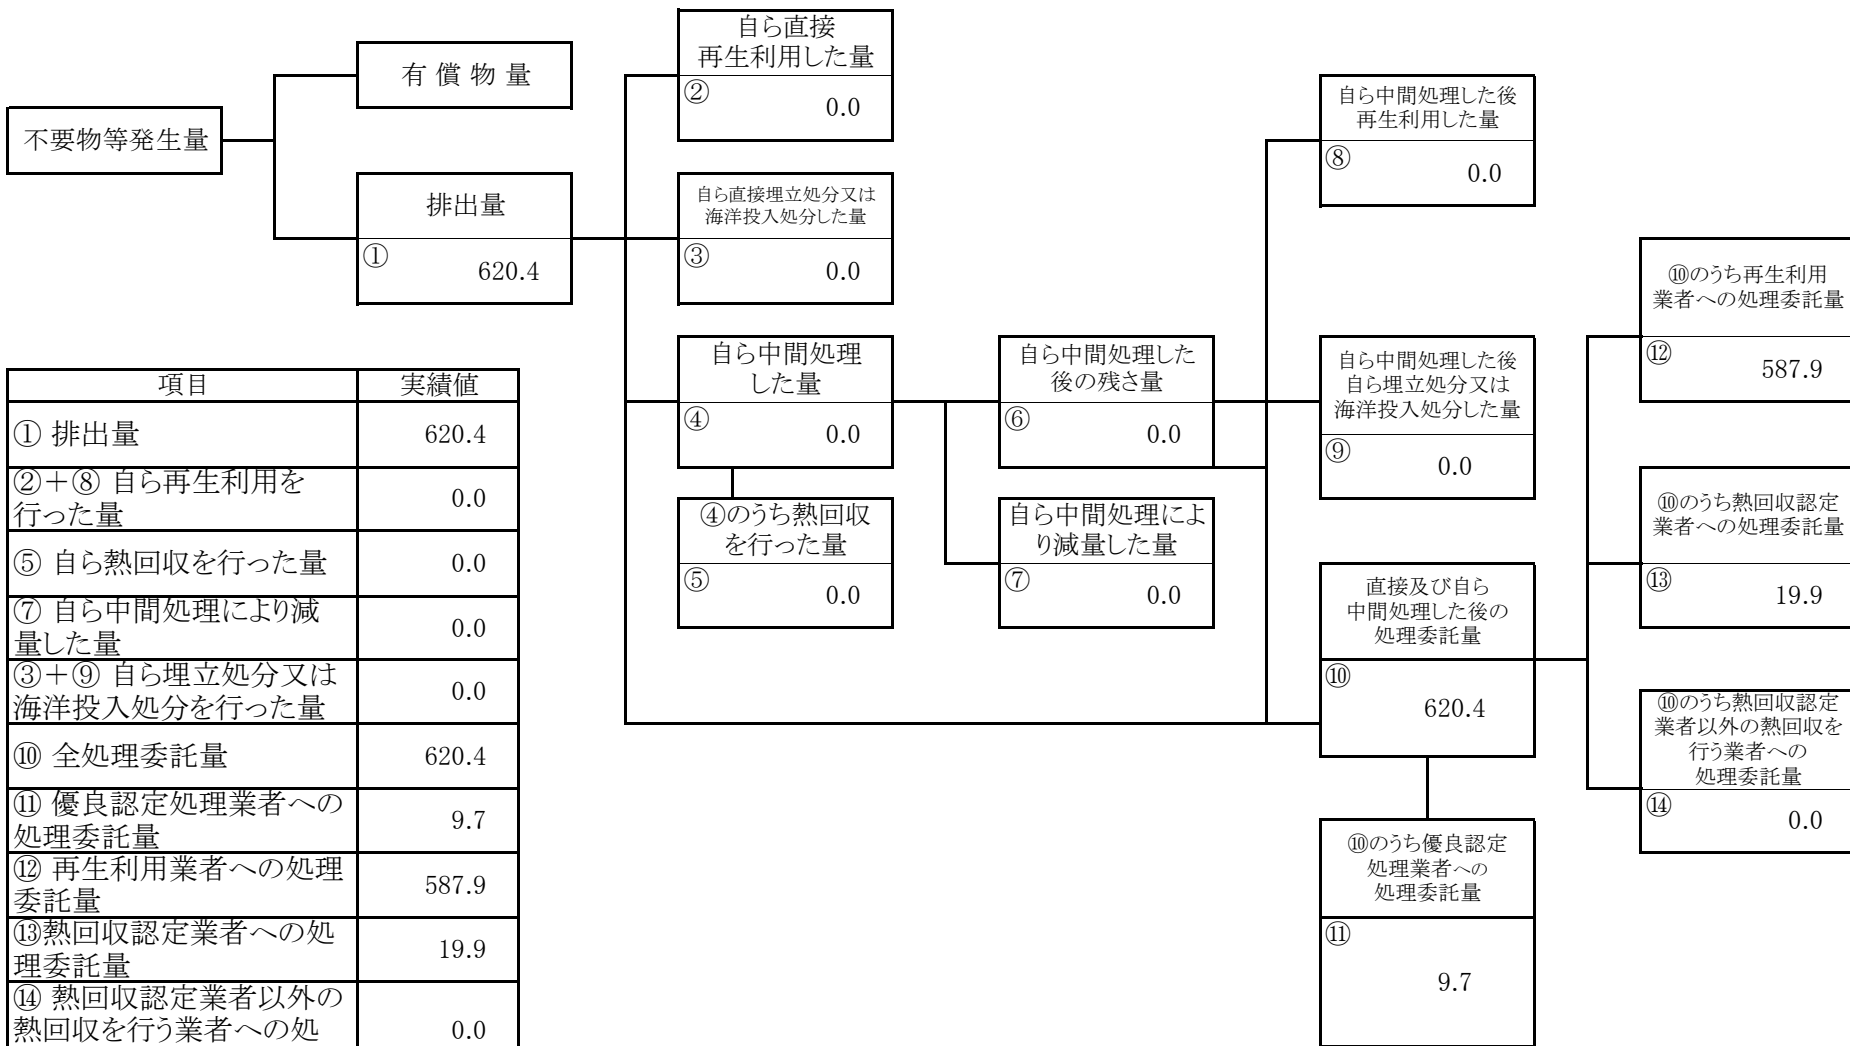 不要物等発生量
有 償 物 量
排出量
①
620.4
自ら直接
再生利用した量
②
0.0
自ら直接埋立処分又は
海洋投入処分した量
③
0.0
自ら中間処理
した量
④
0.0
④のうち熱回収
を行った量
⑤
0.0
自ら中間処理した
後の残さ量
⑥
0.0
自ら中間処理によ
り減量した量
⑦
0.0
自ら中間処理した後
再生利用した量
⑧
0.0
自ら中間処理した後
自ら埋立処分又は
海洋投入処分した量
⑨
0.0
直接及び自ら
中間処理した後の
処理委託量
⑩
620.4
⑩のうち優良認定
処理業者への
処理委託量
⑪
9.7
⑩のうち再生利用
業者への処理委託量
⑫
587.9
⑩のうち熱回収認定
業者への処理委託量
⑬
19.9
⑩のうち熱回収認定
業者以外の熱回収を
行う業者への
処理委託量
⑭
0.0
項目 実績値
① 排出量 620.4
②＋⑧ 自ら再生利用を
行った量 0.0
⑤ 自ら熱回収を行った量 0.0
⑦ 自ら中間処理により減
量した量 0.0
③＋⑨ 自ら埋立処分又は
海洋投入処分を行った量 0.0
⑩ 全処理委託量 620.4
⑪ 優良認定処理業者への
処理委託量 9.7
⑫ 再生利用業者への処理
委託量 587.9
⑬熱回収認定業者への処
理委託量 19.9
⑭ 熱回収認定業者以外の
熱回収を行う業者への処 0.0